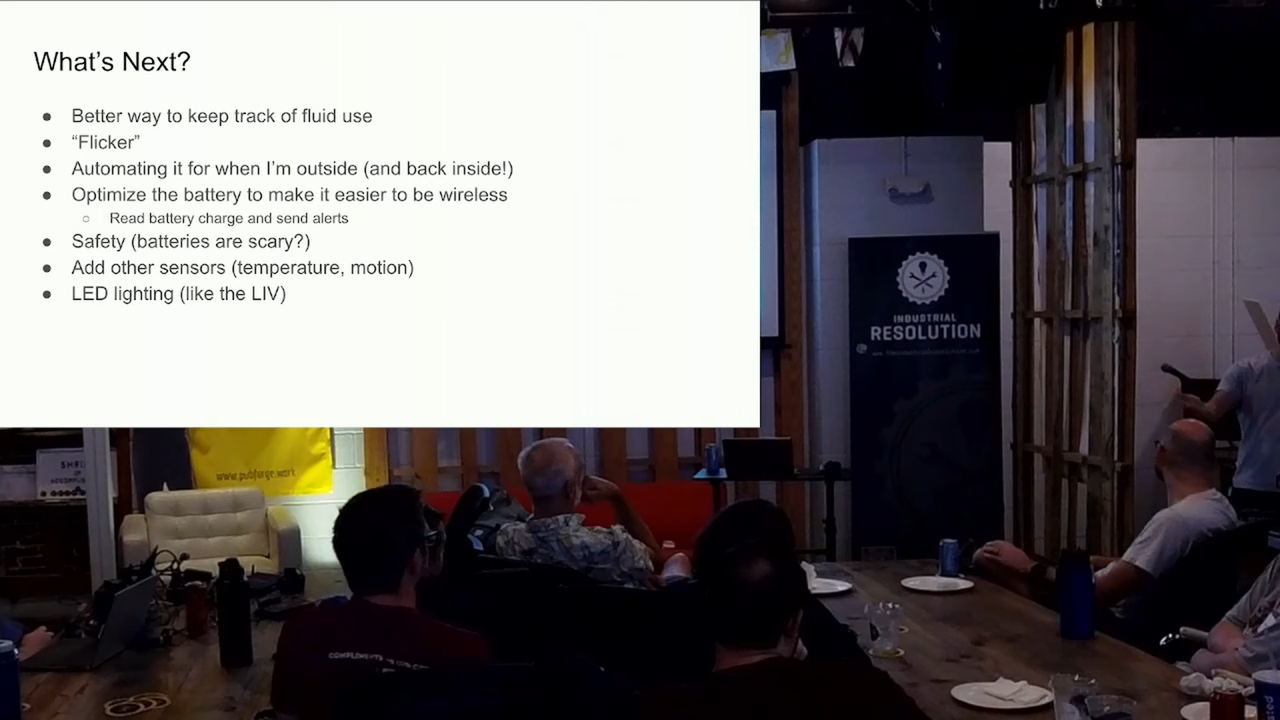 What's Next?
● Better way to keep track of fluid use
● “Flicker”
● Automating it for when I'm outside (and back inside!)
● Optimize the battery to make it easier to be wireless
○ Read battery charge and send alerts
● Safety (batteries are scary?)
● Add other sensors (temperature, motion)
● LED lighting (like the LIV)
INDUSTRIAL
RESOLUTION
www.pubforge.work